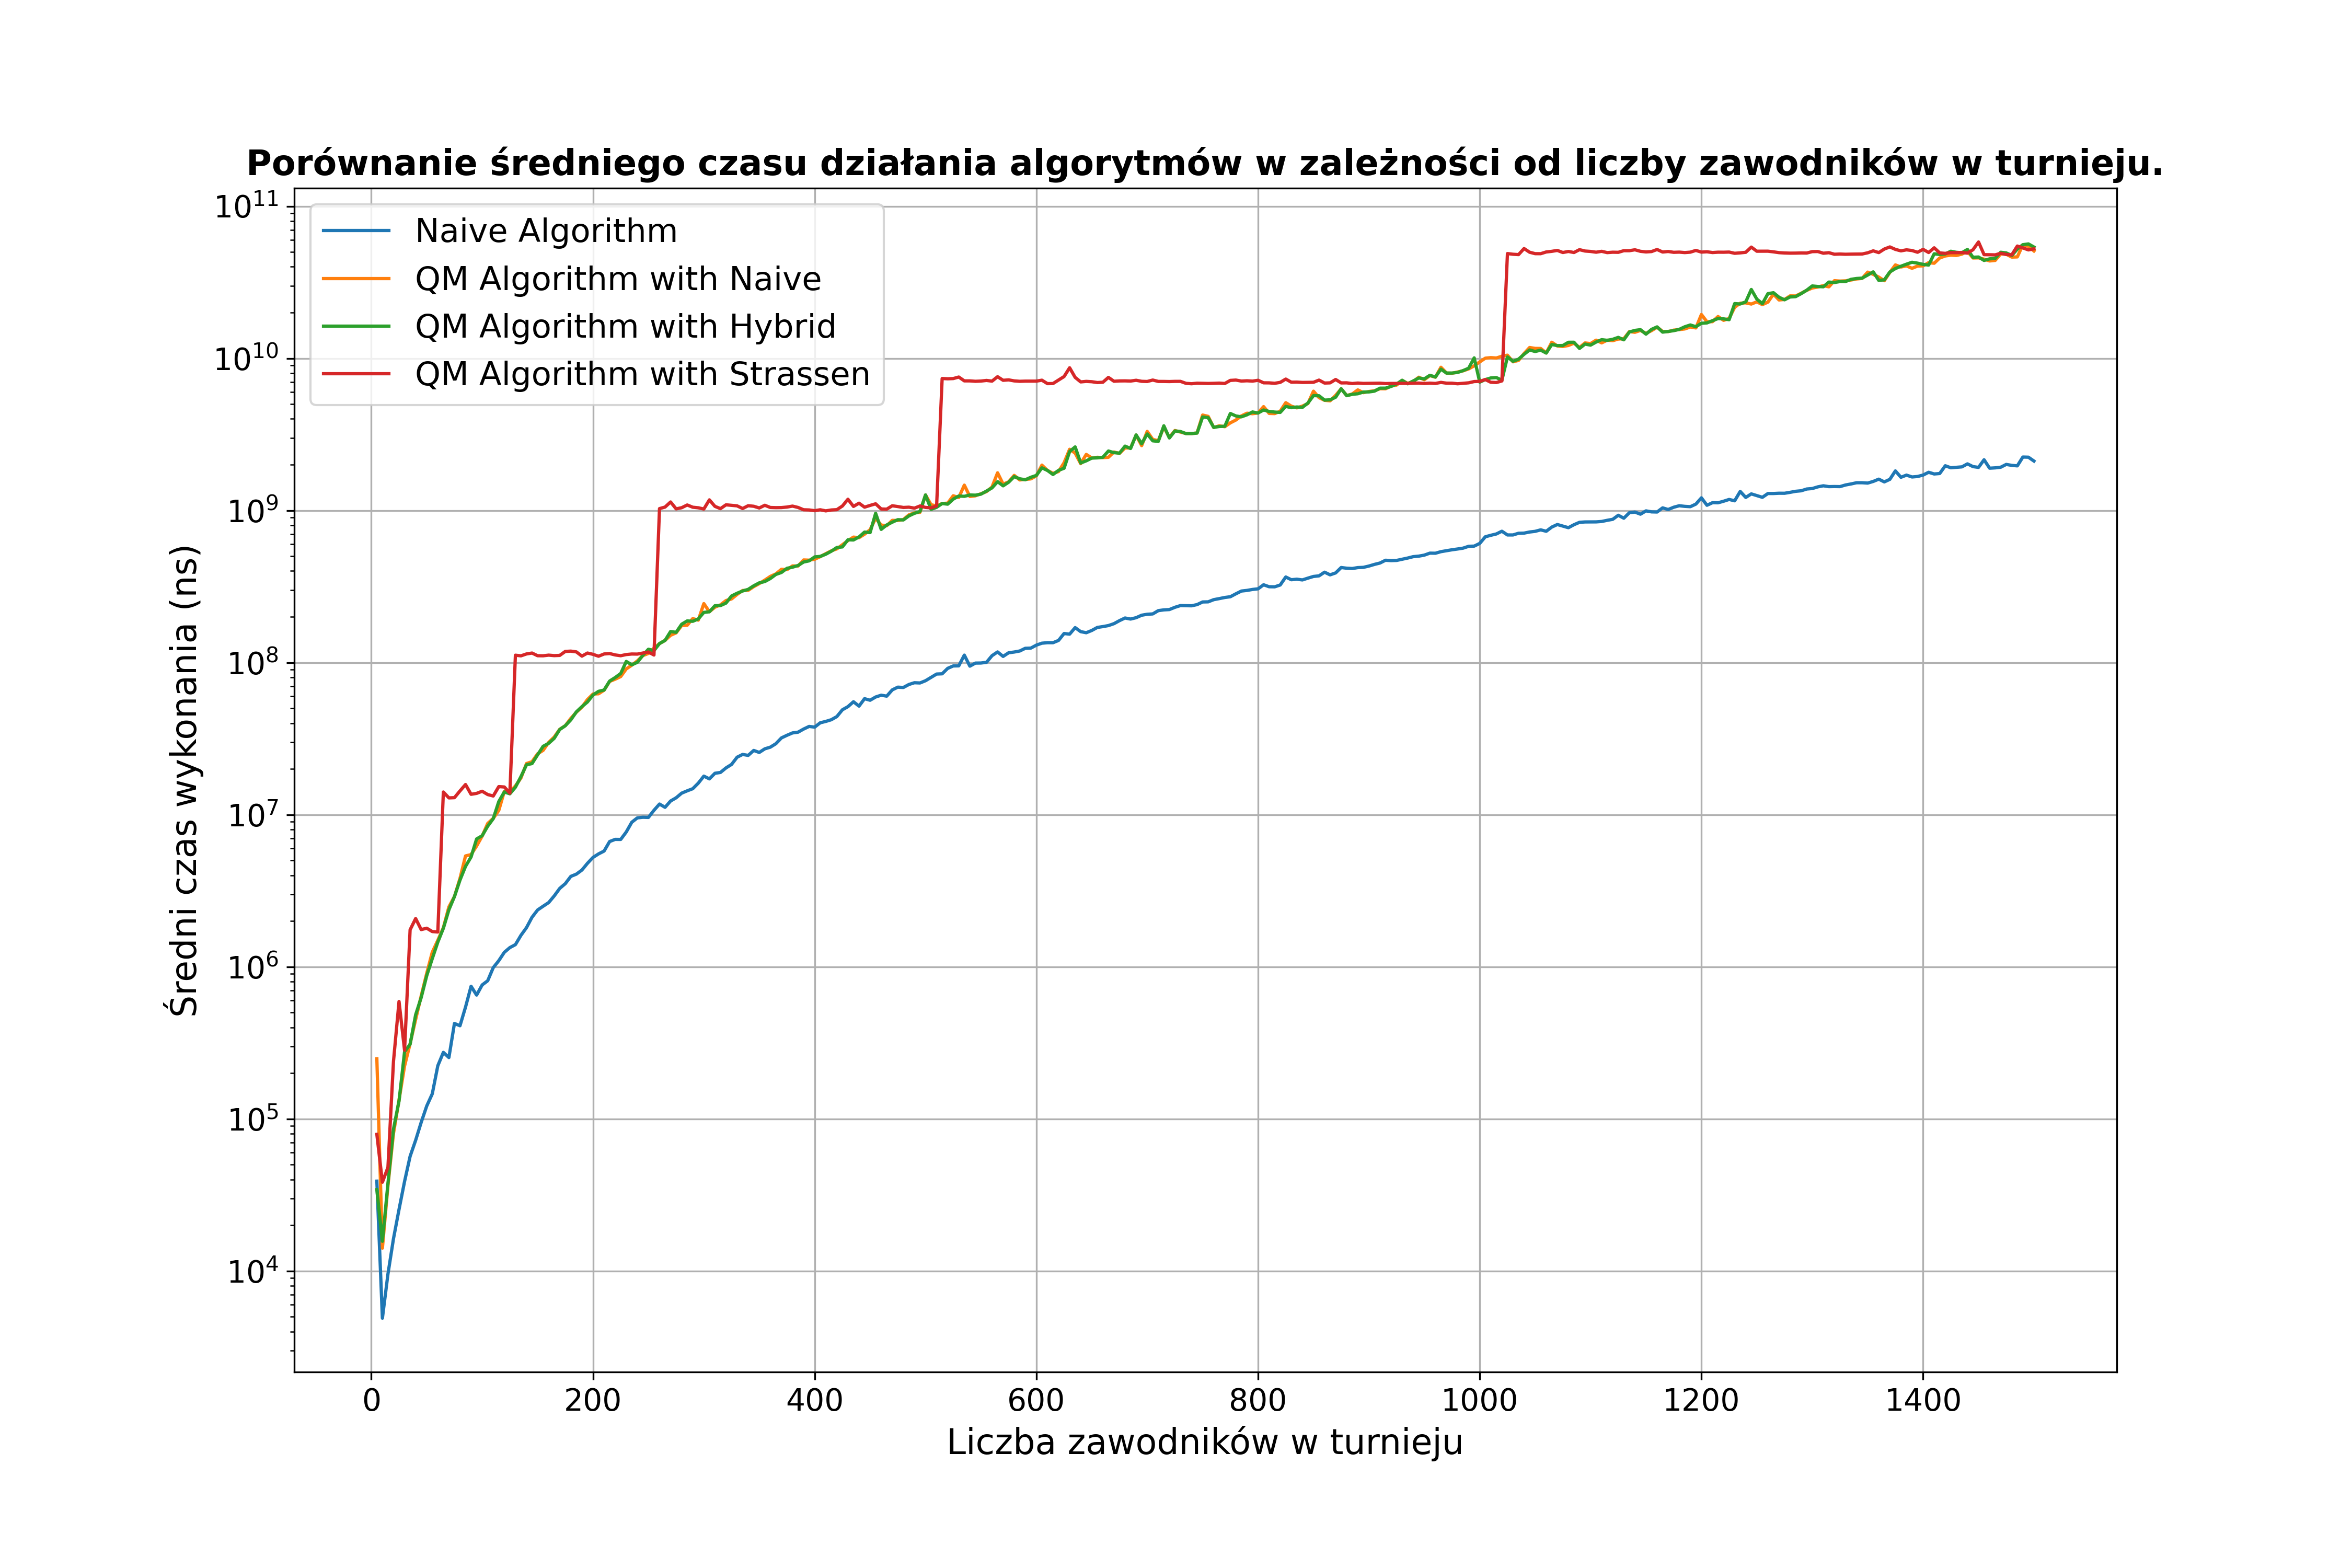 Porównanie średniego czasu działania algorytmów w zależności od liczby zawodników w turnieju.
Średni czas wykonania (ns)
10^11
10^10
10^9
10^8
10^7
10^6
10^5
10^4
Naive Algorithm
QM Algorithm with Naive
QM Algorithm with Hybrid
QM Algorithm with Strassen
0 200 400 600 800 1000 1200 1400
Liczba zawodników w turnieju